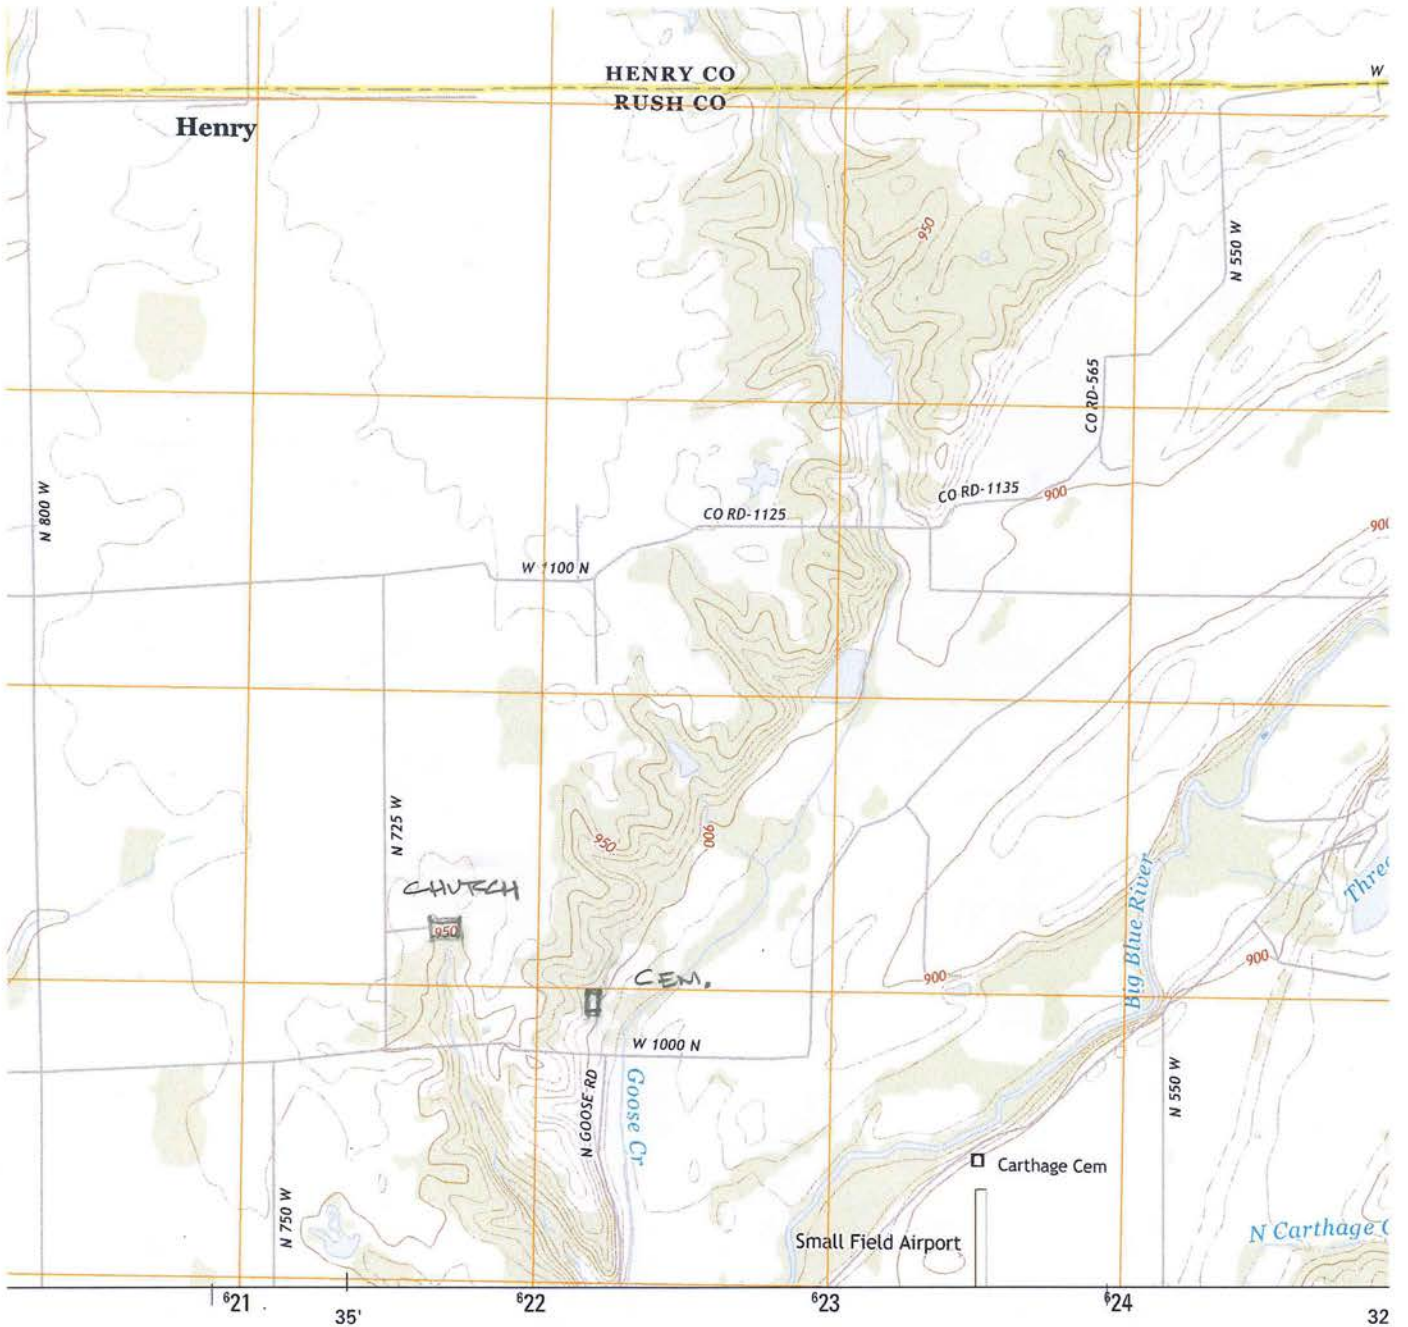 HENRY CO
W
RUSH CO
Henry
950
N 550 W
CO RD-565
N 800 W
CO RD-1135
900
CO RD-1125
900
W 1100 N
N 725 W
950
900
CHURCH
950
Big Blue River
Three
CEM.
900
900
W 1000 N
N GOOSE RD
Goose Cr
N 550 W
Carthage Cem
N 750 W
Small Field Airport
N Carthage C
⁶21
35'
⁶22
⁶23
⁶24
32